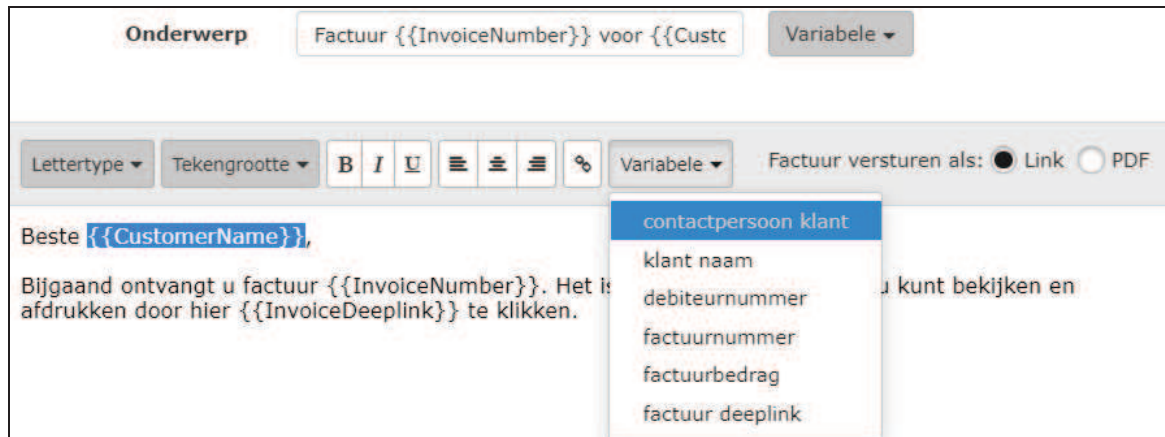 Onderwerp Factuur {{InvoiceNumber}} voor {{Custo Variabele
Lettertype Tekengrootte B I U Variabele Factuur versturen als: Link PDF
contactpersoon klant
Beste {{CustomerName}},
klant naam
Bijgaand ontvangt u factuur {{InvoiceNumber}}. Het is u kunt bekijken en
debiteurnummer
afdrukken door hier {{InvoiceDeeplink}} te klikken.
factuurnummer
factuurbedrag
factuur deeplink